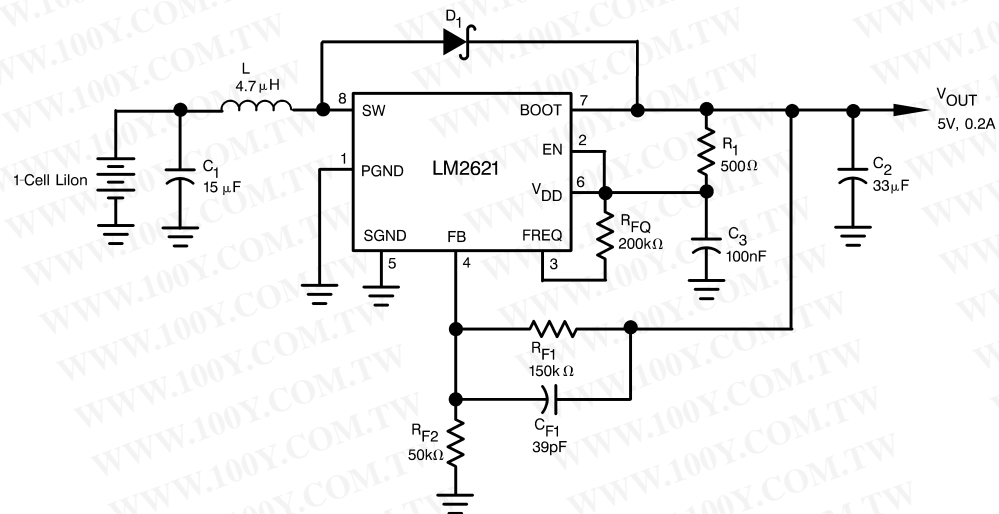 D1
L
4.7μH
8
SW
BOOT
7
VOUT
5V, 0.2A
1-Cell LiIon
C1
15 μF
1
PGND
LM2621
EN
2
VDD
6
R1
500Ω
C2
33μF
RFQ
200kΩ
C3
100nF
SGND
FB
FREQ
5
4
3
RF1
150k Ω
CF1
39pF
RF2
50kΩ
WWW.100Y.COM.TW